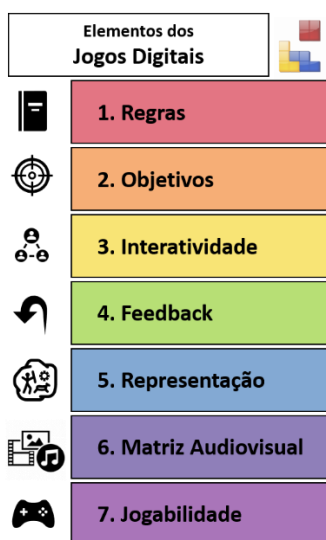 Elementos dos
Jogos Digitais
1. Regras
2. Objetivos
3. Interatividade
4. Feedback
5. Representação
6. Matriz Audiovisual
7. Jogabilidade